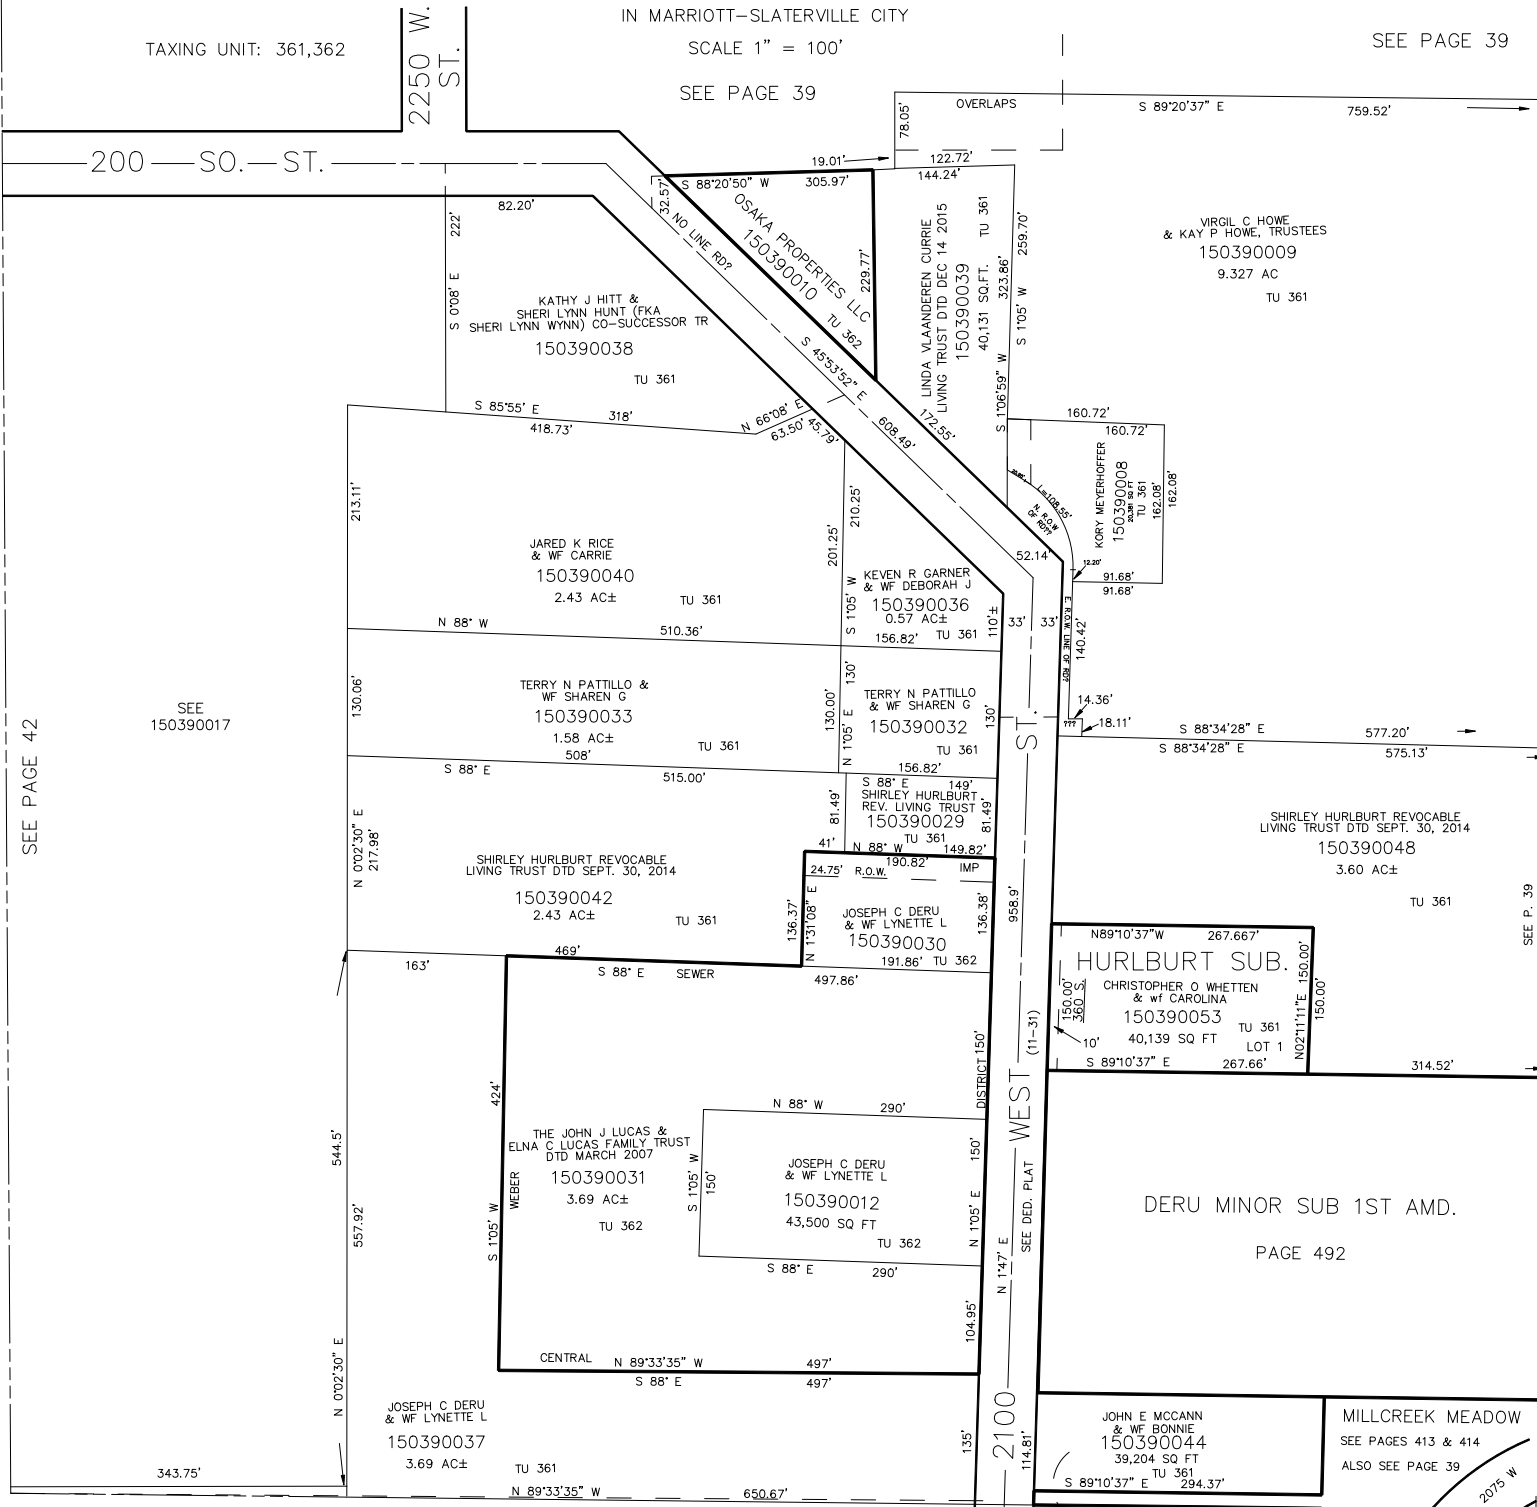 IN MARRIOTT-SLATERVILLE CITY
TAXING UNIT: 361,362
SCALE 1" = 100'
SEE PAGE 39
SEE PAGE 39
2250 W.
ST.
200 SO. ST.
OVERLAPS
78.05'
S 89°20'37" E
759.52'
19.01'
122.72'
144.24'
S 88°20'50" W
305.97'
32.57'
NO LINE RD?
OSAKA PROPERTIES LLC
150390010
TU 362
229.77'
LINDA VLAANDEREN CURRIE
LIVING TRUST DTD DEC 14 2015
150390039
40,131 SQ.FT.
TU 361
323.86'
S 1°06'59" W
259.70'
S 1°05' W
172.55'
VIRGIL C HOWE
& KAY P HOWE, TRUSTEES
150390009
9.327 AC
TU 361
222'
S 0°08' E
82.20'
KATHY J HITT &
SHERI LYNN HUNT (FKA
SHERI LYNN WYNN) CO-SUCCESSOR TR
150390038
TU 361
S 45°53'52" E
608.49'
S 85°55' E
318'
418.73'
N 66°08' E
63.50'
45.79'
160.72'
160.72'
KORY MEYERHOFFER
150390008
20,381 SQ FT
TU 361
162.08'
162.08'
L=108.55'
N. R.O.W
OF RD??
52.14'
12.20'
91.68'
91.68'
213.11'
JARED K RICE
& WF CARRIE
150390040
2.43 AC±
TU 361
210.25'
201.25'
S 1°05' W
KEVEN R GARNER
& WF DEBORAH J
150390036
0.57 AC±
156.82'
TU 361
110'±
33'
33'
E. R.O.W. LINE OF RD?
140.42'
N 88° W
510.36'
130.06'
TERRY N PATTILLO &
WF SHAREN G
150390033
1.58 AC±
TU 361
130'
130.00'
N 1°05' E
TERRY N PATTILLO
& WF SHAREN G
150390032
TU 361
130'
156.82'
14.36'
???
18.11'
S 88°34'28" E
577.20'
S 88°34'28" E
575.13'
SEE
150390017
SEE PAGE 42
S 88° E
508'
515.00'
S 88° E
149'
SHIRLEY HURLBURT
REV. LIVING TRUST
150390029
TU 361
81.49'
81.49'
41'
N 88° W
149.82'
190.82'
24.75'
R.O.W.
IMP
N 0°02'30" E
217.98'
SHIRLEY HURLBURT REVOCABLE
LIVING TRUST DTD SEPT. 30, 2014
150390042
2.43 AC±
TU 361
136.37'
N 1°31'08" E
JOSEPH C DERU
& WF LYNETTE L
150390030
191.86'
TU 362
136.38'
958.9'
SHIRLEY HURLBURT REVOCABLE
LIVING TRUST DTD SEPT. 30, 2014
150390048
3.60 AC±
TU 361
SEE P. 39
163'
469'
S 88° E
SEWER
497.86'
N89°10'37"W
267.667'
HURLBURT SUB.
CHRISTOPHER O WHETTEN
& wf CAROLINA
150390053
40,139 SQ FT
TU 361
LOT 1
150.00'
360 S
10'
N02°11'11"E
150.00'
150.00'
S 89°10'37" E
267.66'
314.52'
424'
WEBER
S 1°05' W
DISTRICT
150'
(11-31)
N 88° W
290'
544.5'
557.92'
THE JOHN J LUCAS &
ELNA C LUCAS FAMILY TRUST
DTD MARCH 2007
150390031
3.69 AC±
TU 362
S 1°05' W
150'
JOSEPH C DERU
& WF LYNETTE L
150390012
43,500 SQ FT
TU 362
150'
N 1°05' E
S 88° E
290'
2100 WEST ST.
SEE DED. PLAT
N 1°47' E
DERU MINOR SUB 1ST AMD.
PAGE 492
104.95'
N 0°02'30" E
CENTRAL
N 89°33'35" W
497'
S 88° E
497'
JOSEPH C DERU
& WF LYNETTE L
150390037
3.69 AC±
TU 361
343.75'
N 89°33'35" W
650.67'
135'
114.81'
JOHN E MCCANN
& WF BONNIE
150390044
39,204 SQ FT
TU 361
S 89°10'37" E
294.37'
MILLCREEK MEADOW
SEE PAGES 413 & 414
ALSO SEE PAGE 39
2075 W